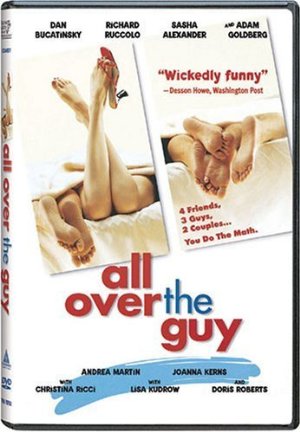 DAN BUCATINSKY
RICHARD RUCCOLO
SASHA ALEXANDER
AND ADAM GOLDBERG
"Wickedly funny"
—Desson Howe, Washington Post
4 Friends,
3 Guys,
2 Couples...
You Do The Math.
all
over the
guy
ANDREA MARTIN JOANNA KERNS
WITH CHRISTINA RICCI WITH LISA KUDROW AND DORIS ROBERTS
all over the guy
DVD